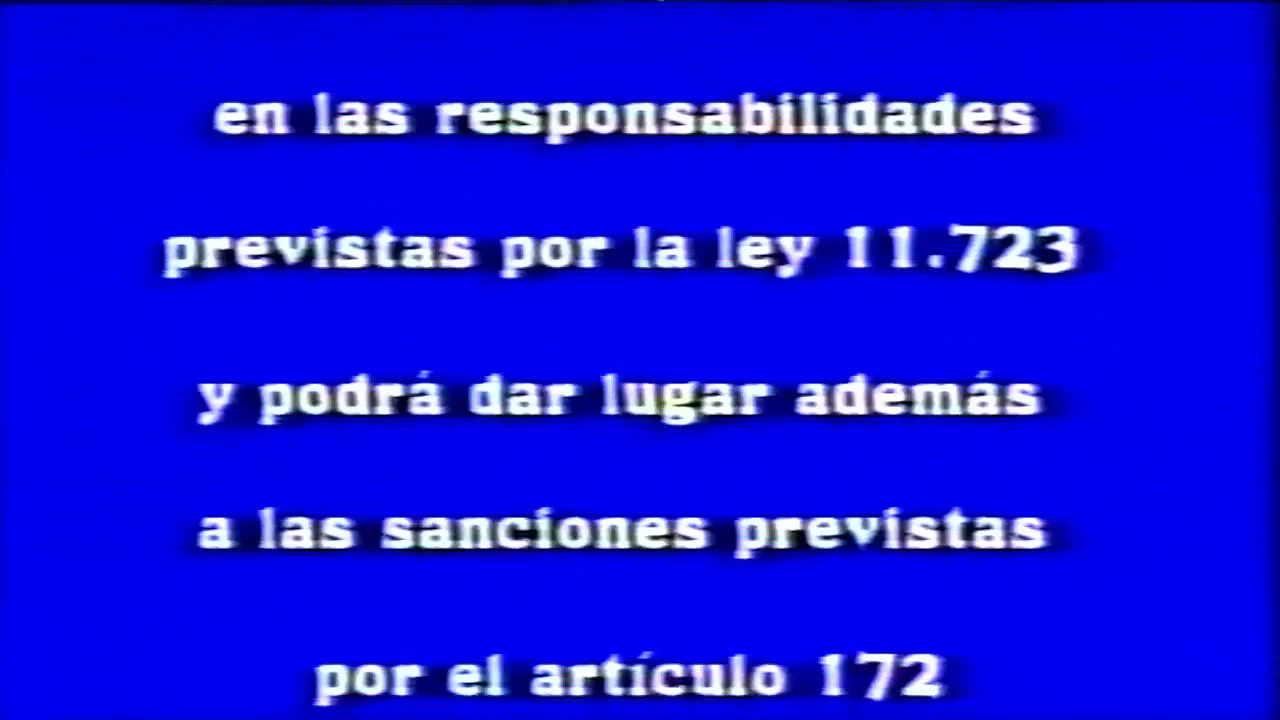 en las responsabilidades
previstas por la ley 11.723
y podrá dar lugar además
a las sanciones previstas
por el artículo 172